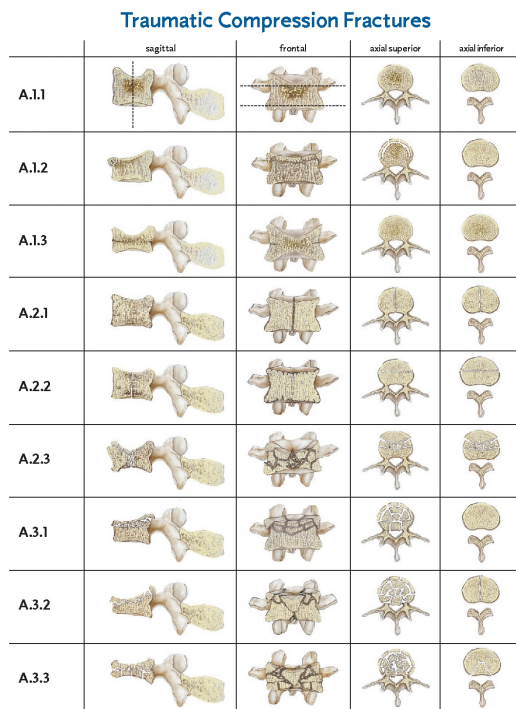 Traumatic Compression Fractures
sagittal frontal axial superior axial inferior
A.1.1
A.1.2
A.1.3
A.2.1
A.2.2
A.2.3
A.3.1
A.3.2
A.3.3